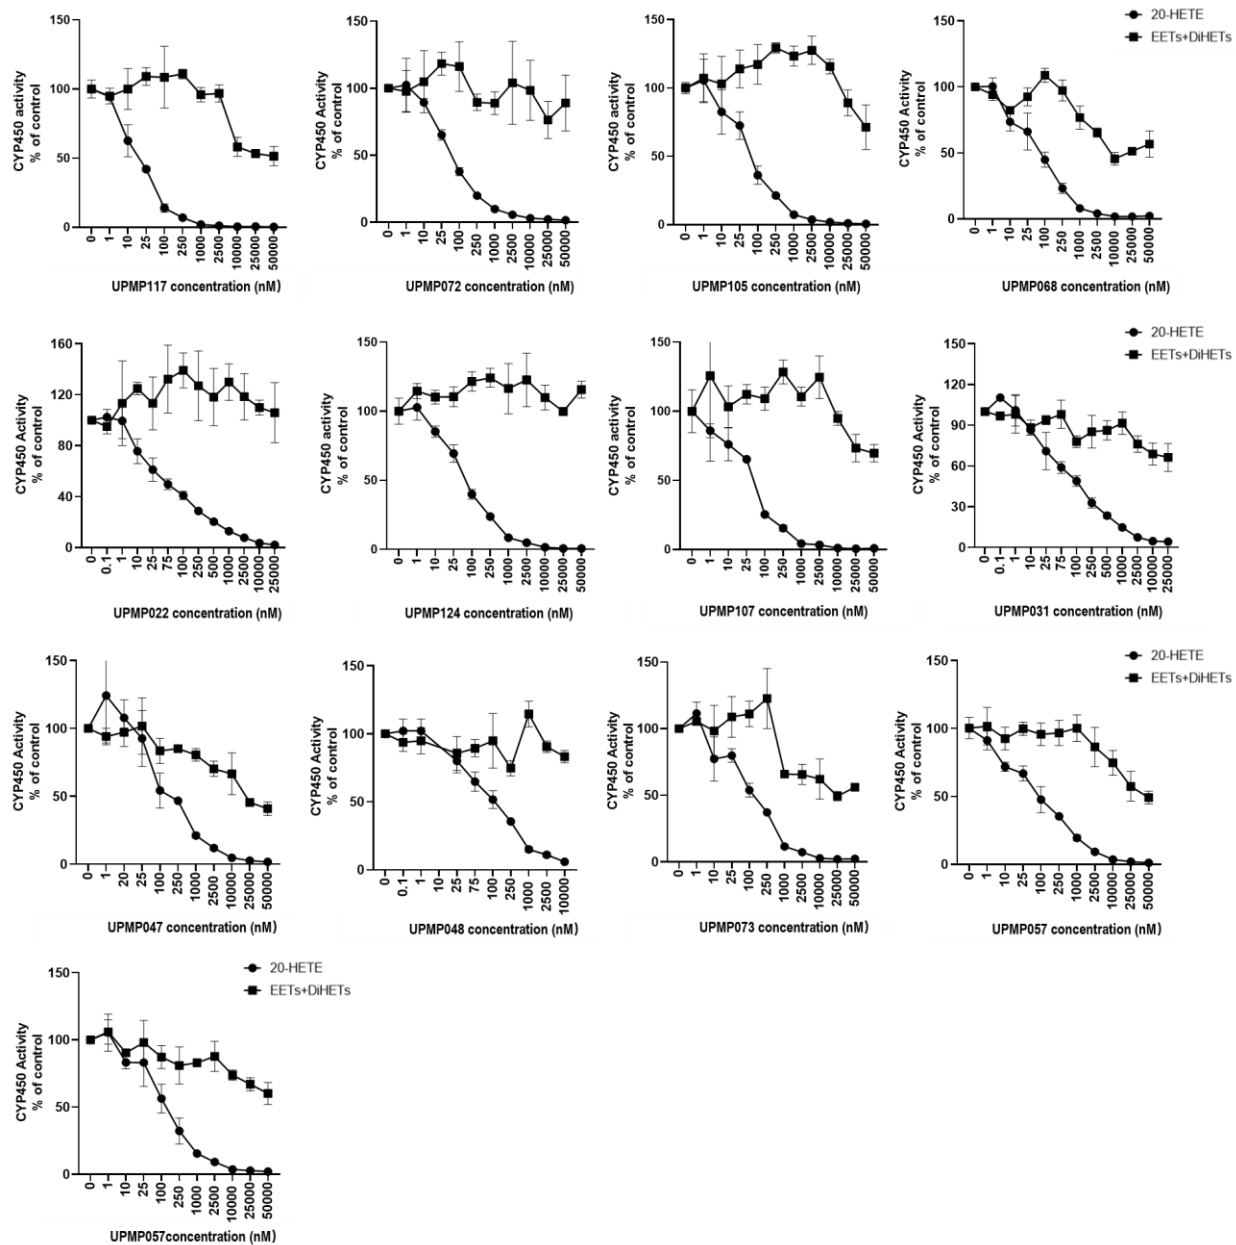 150
100
50
0
CYP450 activity
% of control
0 1 10 25 100 250 1000 2500 10000 25000 50000
UPMP117 concentration (nM)
150
100
50
0
CYP450 Activity
% of control
0 1 10 25 100 250 1000 2500 10000 25000 50000
UPMP072 concentration (nM)
150
100
50
0
CYP450 Activity
% of control
0 1 10 25 100 250 1000 2500 10000 25000 50000
UPMP105 concentration (nM)
20-HETE
EETs+DiHETs
150
100
50
0
CYP450 Activity
% of control
0 1 10 25 100 250 1000 2500 10000 25000 50000
UPMP068 concentration (nM)
160
120
80
40
0
CYP450 Activity
% of control
0 0.1 1 10 25 75 100 250 500 1000 2500 10000 25000
UPMP022 concentration (nM)
150
100
50
0
CYP450 activity
% of control
0 1 10 25 100 250 1000 2500 10000 25000 50000
UPMP124 concentration (nM)
150
100
50
0
CYP450 activity
% of control
0 1 10 25 100 250 1000 2500 10000 25000 50000
UPMP107 concentration (nM)
20-HETE
EETs+DiHETs
150
120
90
60
30
0
CYP450 Activity
% of control
0 0.1 1 10 25 75 100 250 500 1000 2500 10000 25000
UPMP031 concentration (nM)
150
100
50
0
CYP450 Activity
% of control
0 1 20 25 100 250 1000 2500 10000 25000 50000
UPMP047 concentration (nM)
150
100
50
0
CYP450 Activity
% of control
0 0.1 1 10 25 75 100 250 1000 2500 10000
UPMP048 concentration (nM)
150
100
50
0
CYP450 Activity
% of control
0 1 10 25 100 250 1000 2500 10000 25000 50000
UPMP073 concentration (nM)
20-HETE
EETs+DiHETs
150
100
50
0
CYP450 Activity
% of control
0 1 10 25 100 250 1000 2500 10000 25000 50000
UPMP057 concentration (nM)
20-HETE
EETs+DiHETs
150
100
50
0
CYP450 Activity
% of control
0 1 10 25 100 250 1000 2500 10000 25000 50000
UPMP057concentration (nM)